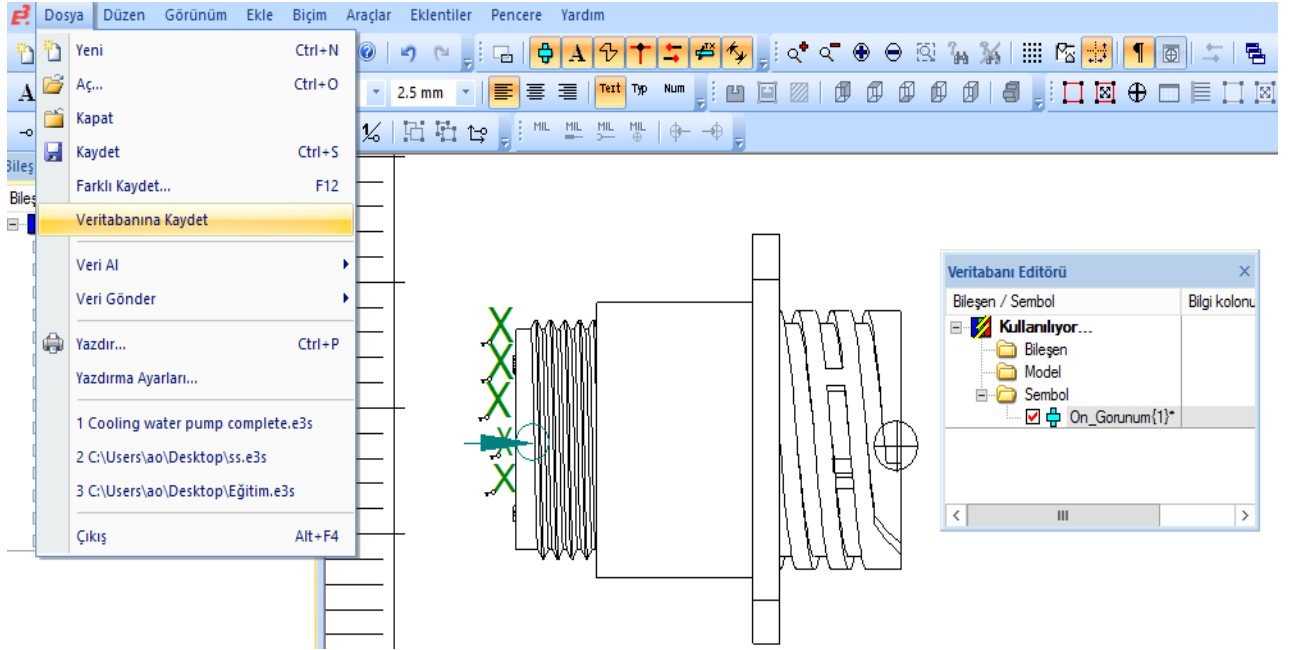 Dosya Düzen Görünüm Ekle Biçim Araçlar Eklentiler Pencere Yardım
Yeni Ctrl+N
Aç... Ctrl+O
Kapat
Kaydet Ctrl+S
Farklı Kaydet... F12
Veritabanına Kaydet
Veri Al
Veri Gönder
Yazdır... Ctrl+P
Yazdırma Ayarları...
1 Cooling water pump complete.e3s
2 C:\Users\ao\Desktop\ss.e3s
3 C:\Users\ao\Desktop\Eğitim.e3s
Çıkış Alt+F4
2.5 mm Text Typ Num
MIL MIL MIL MIL
Veritabanı Editörü
Bileşen / Sembol Bilgi kolonu
Kullanılıyor...
Bileşen
Model
Sembol
On_Gorunum{1}*